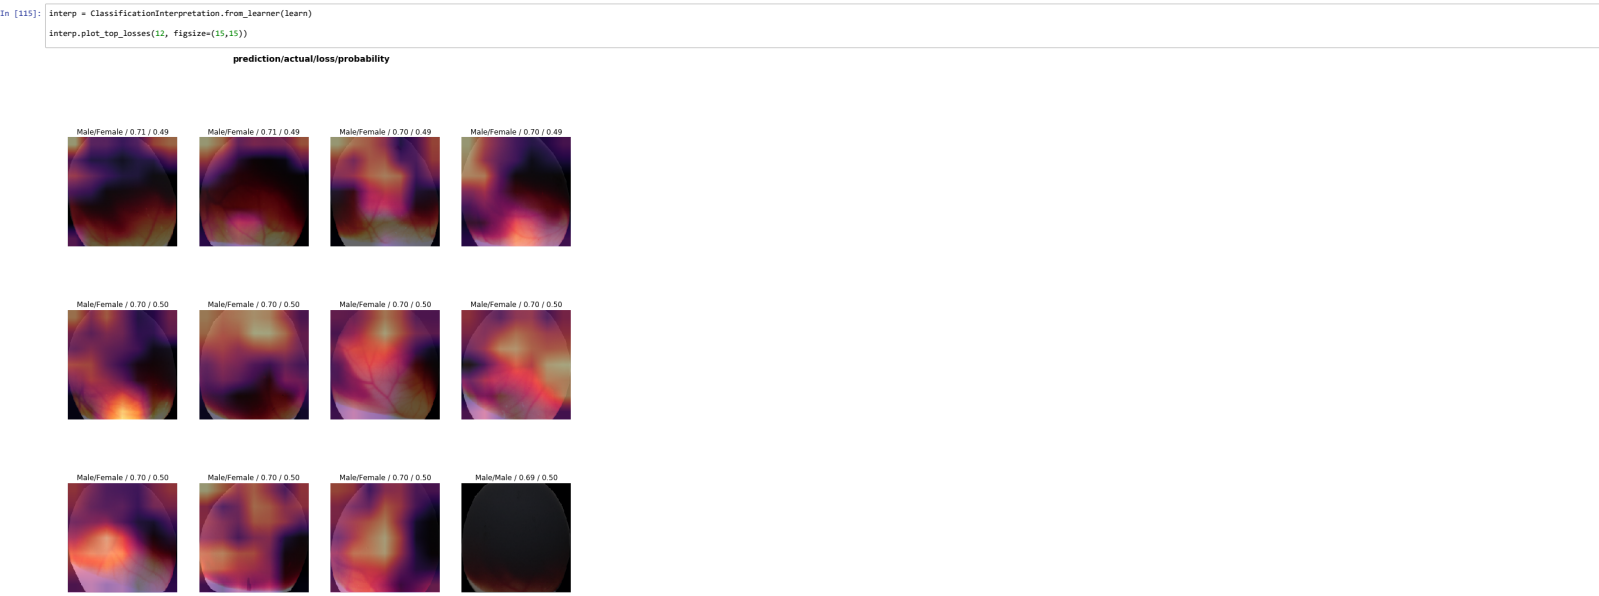 In [115]: interp = ClassificationInterpretation.from_learner(learn)
interp.plot_top_losses(12, figsize=(15,15))
prediction/actual/loss/probability
Male/Female / 0.71 / 0.49 Male/Female / 0.71 / 0.49 Male/Female / 0.70 / 0.49 Male/Female / 0.70 / 0.49
Male/Female / 0.70 / 0.50 Male/Female / 0.70 / 0.50 Male/Female / 0.70 / 0.50 Male/Female / 0.70 / 0.50
Male/Female / 0.70 / 0.50 Male/Female / 0.70 / 0.50 Male/Female / 0.70 / 0.50 Male/Male / 0.69 / 0.50